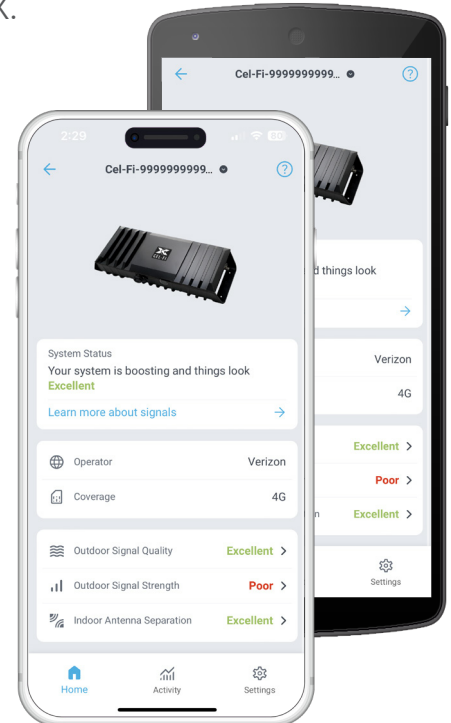 X.
Cel-Fi-9999999999...
2:29
Cel-Fi-9999999999...
CEL-FI
d things look
System Status
Your system is boosting and things look
Excellent
Learn more about signals
Verizon
4G
Operator
Verizon
Coverage
4G
Excellent
Poor
n
Excellent
Outdoor Signal Quality
Excellent
Outdoor Signal Strength
Poor
Indoor Antenna Separation
Excellent
Settings
Home
Activity
Settings